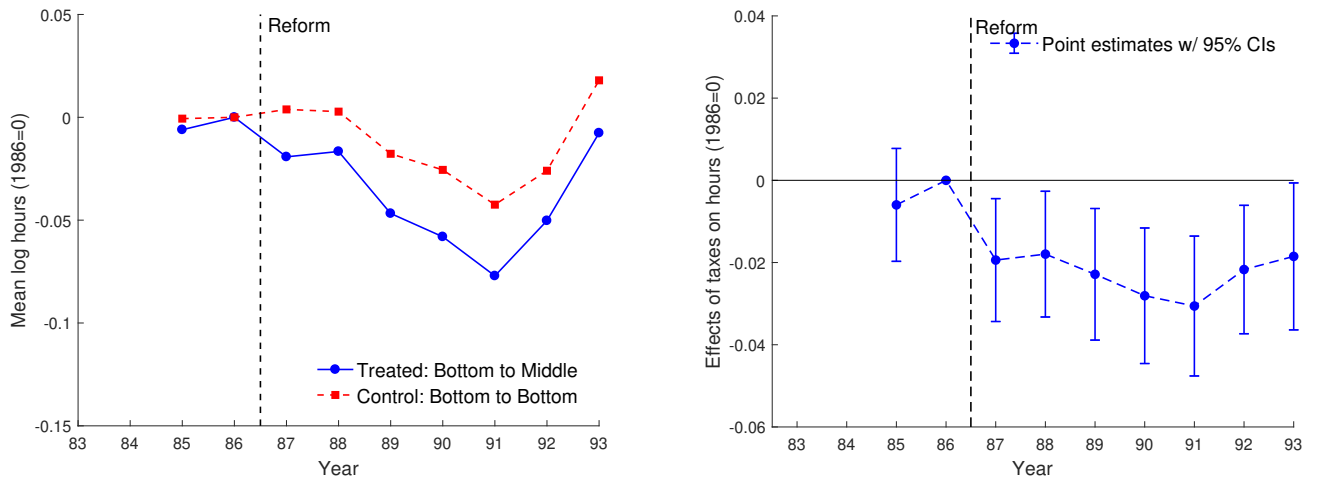 Mean log hours (1986=0)
0.05
0
-0.05
-0.1
-0.15
Reform
Treated: Bottom to Middle
Control: Bottom to Bottom
83 84 85 86 87 88 89 90 91 92 93
Year
Effects of taxes on hours (1986=0)
0.04
0.02
0
-0.02
-0.04
-0.06
Reform
Point estimates w/ 95% CIs
83 84 85 86 87 88 89 90 91 92 93
Year